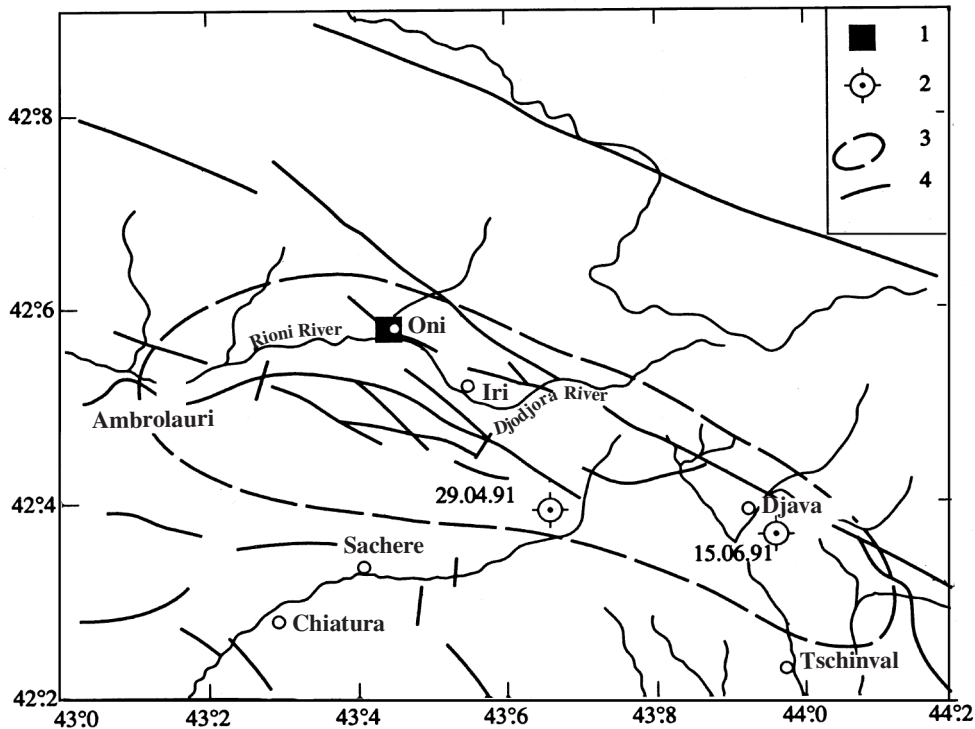 1
2
3
4
42°8
42°6
42°4
42°2
Oni
Rioni River
Iri
Djodjora River
Ambrolauri
29.04.91
Djava
15.06.91
Sachere
Chiatura
Tschinval
43°0
43°2
43°4
43°6
43°8
44°0
44°2